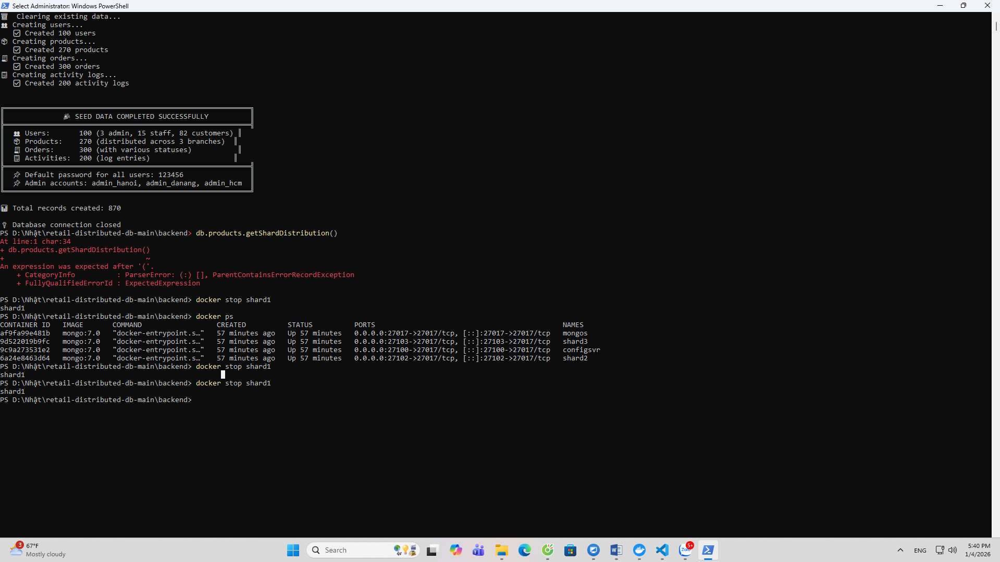 Select Administrator: Windows PowerShell
Clearing existing data...
Creating users...
Created 100 users
Creating products...
Created 270 products
Creating orders...
Created 300 orders
Creating activity logs...
Created 200 activity logs
SEED DATA COMPLETED SUCCESSFULLY
Users: 100 (3 admin, 15 staff, 82 customers)
Products: 270 (distributed across 3 branches)
Orders: 300 (with various statuses)
Activities: 200 (log entries)
Default password for all users: 123456
Admin accounts: admin_hanoi, admin_danang, admin_hcm
Total records created: 870
Database connection closed
PS D:\Nhật\retail-distributed-db-main\backend> db.products.getShardDistribution()
At line:1 char:34
+ db.products.getShardDistribution()
+ ~
An expression was expected after '('.
+ CategoryInfo : ParserError: (:) [], ParentContainsErrorRecordException
+ FullyQualifiedErrorId : ExpectedExpression
PS D:\Nhật\retail-distributed-db-main\backend> docker stop shard1
shard1
PS D:\Nhật\retail-distributed-db-main\backend> docker ps
CONTAINER ID IMAGE COMMAND CREATED STATUS PORTS NAMES
af9fa99e481b mongo:7.0 "docker-entrypoint.s…" 57 minutes ago Up 57 minutes 0.0.0.0:27017->27017/tcp, [::]:27017->27017/tcp mongos
9d522019b9fc mongo:7.0 "docker-entrypoint.s…" 57 minutes ago Up 57 minutes 0.0.0.0:27103->27017/tcp, [::]:27103->27017/tcp shard3
9c9a273531e2 mongo:7.0 "docker-entrypoint.s…" 57 minutes ago Up 57 minutes 0.0.0.0:27100->27017/tcp, [::]:27100->27017/tcp configsvr
6a24e8463d64 mongo:7.0 "docker-entrypoint.s…" 57 minutes ago Up 57 minutes 0.0.0.0:27102->27017/tcp, [::]:27102->27017/tcp shard2
PS D:\Nhật\retail-distributed-db-main\backend> docker stop shard1
shard1
PS D:\Nhật\retail-distributed-db-main\backend> docker stop shard1
shard1
PS D:\Nhật\retail-distributed-db-main\backend>
3
67°F
Mostly cloudy
Search
Zalo
5+
ENG
5:40 PM
1/4/2026